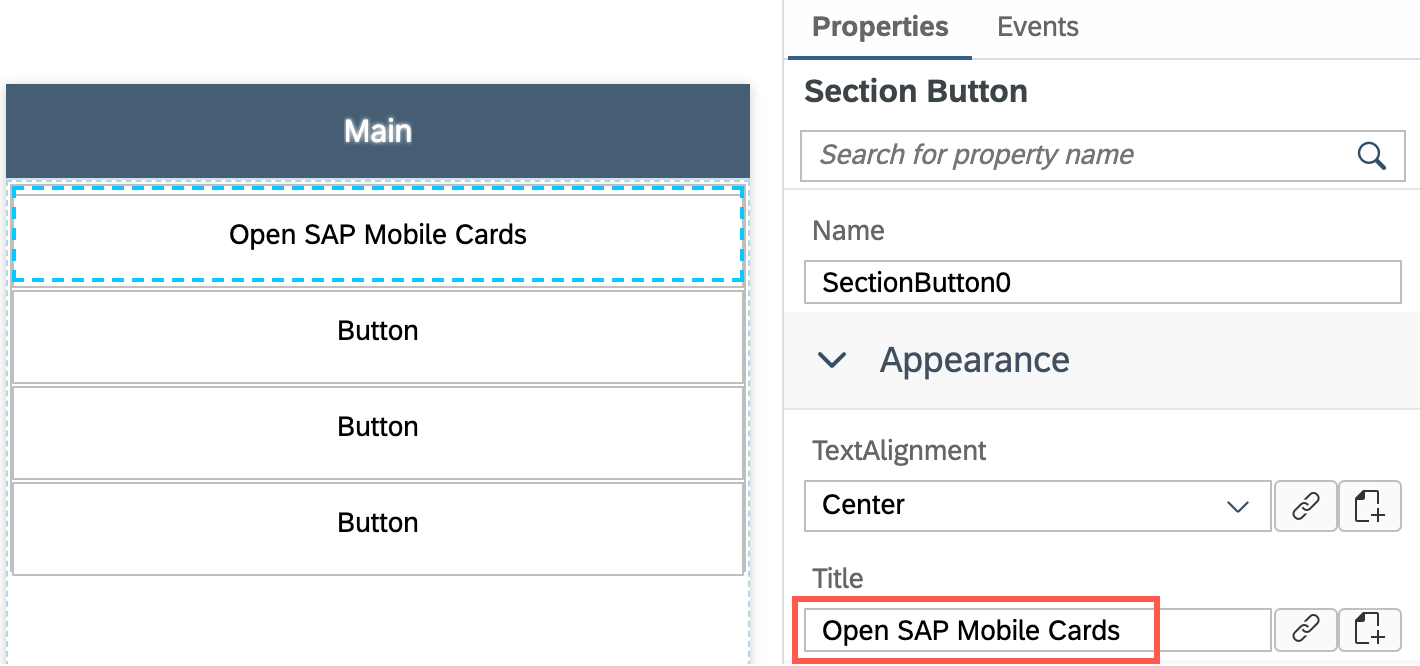 Main
Open SAP Mobile Cards
Button
Button
Button
Properties Events
Section Button
Search for property name
Name
SectionButton0
Appearance
TextAlignment
Center
Title
Open SAP Mobile Cards